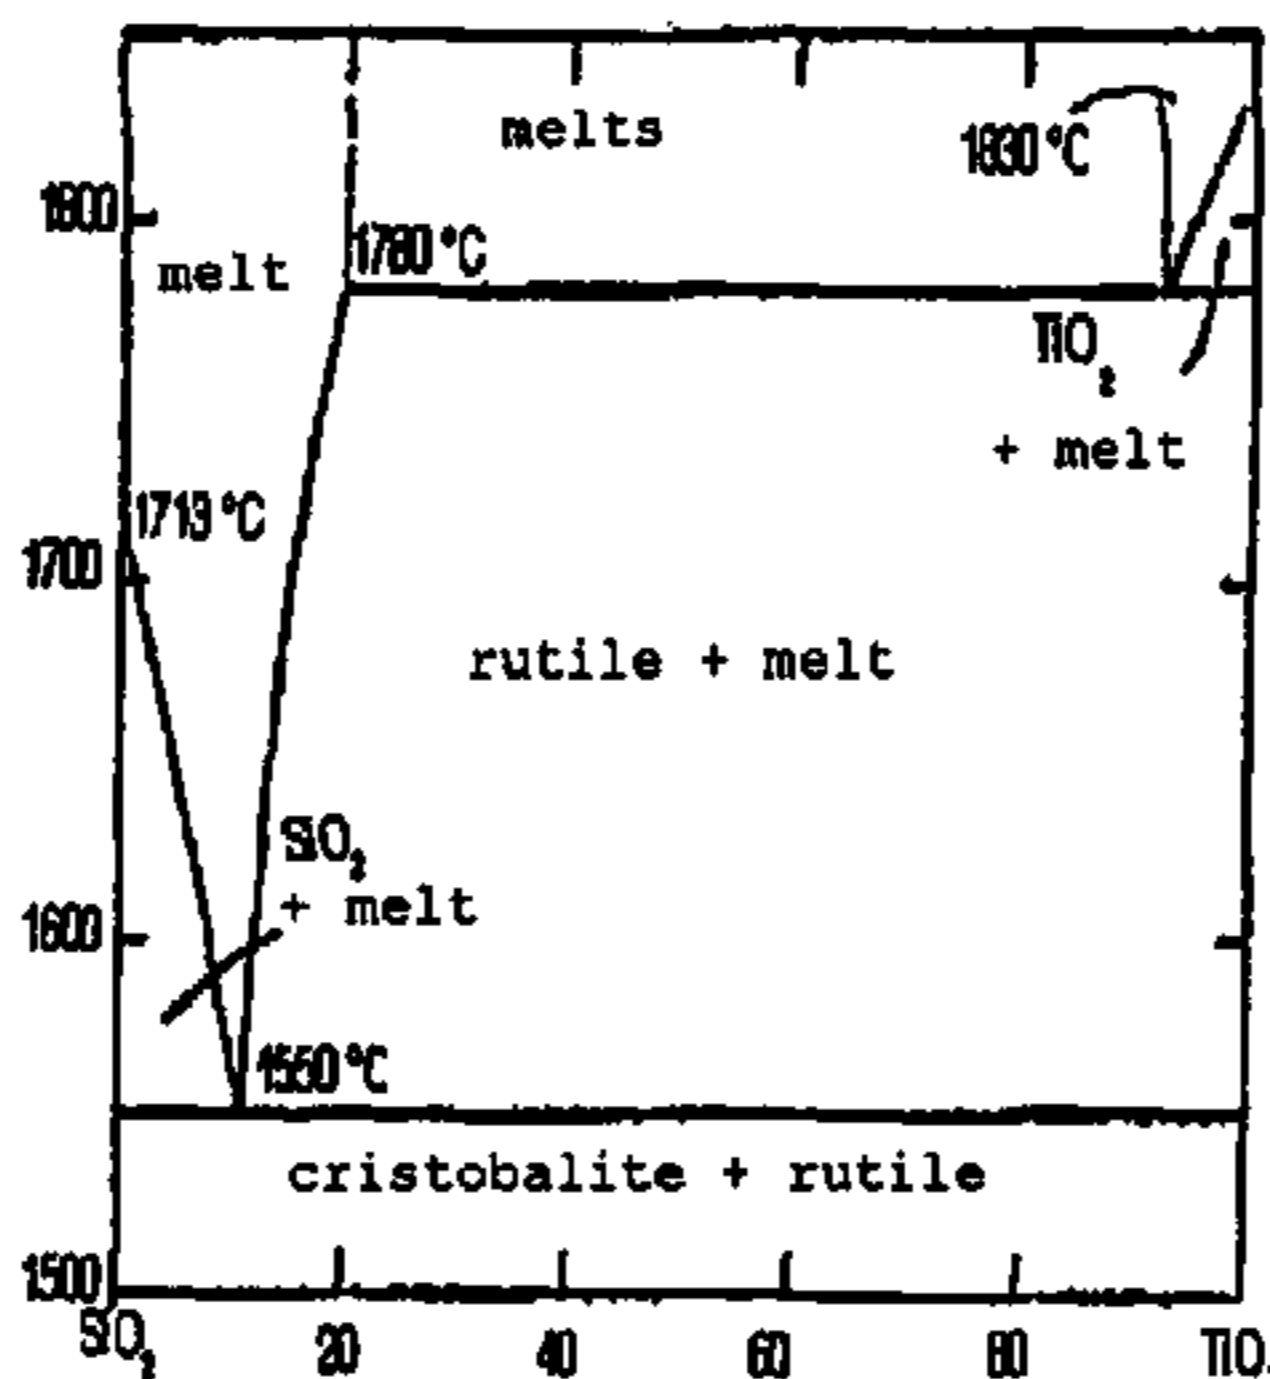 melts
1830 °C
1800
1780 °C
melt
TiO₂
+ melt
1713 °C
1700
rutile + melt
SiO₂
+ melt
1600
1550 °C
cristobalite + rutile
1500
SiO₂ 20 40 60 80 TiO